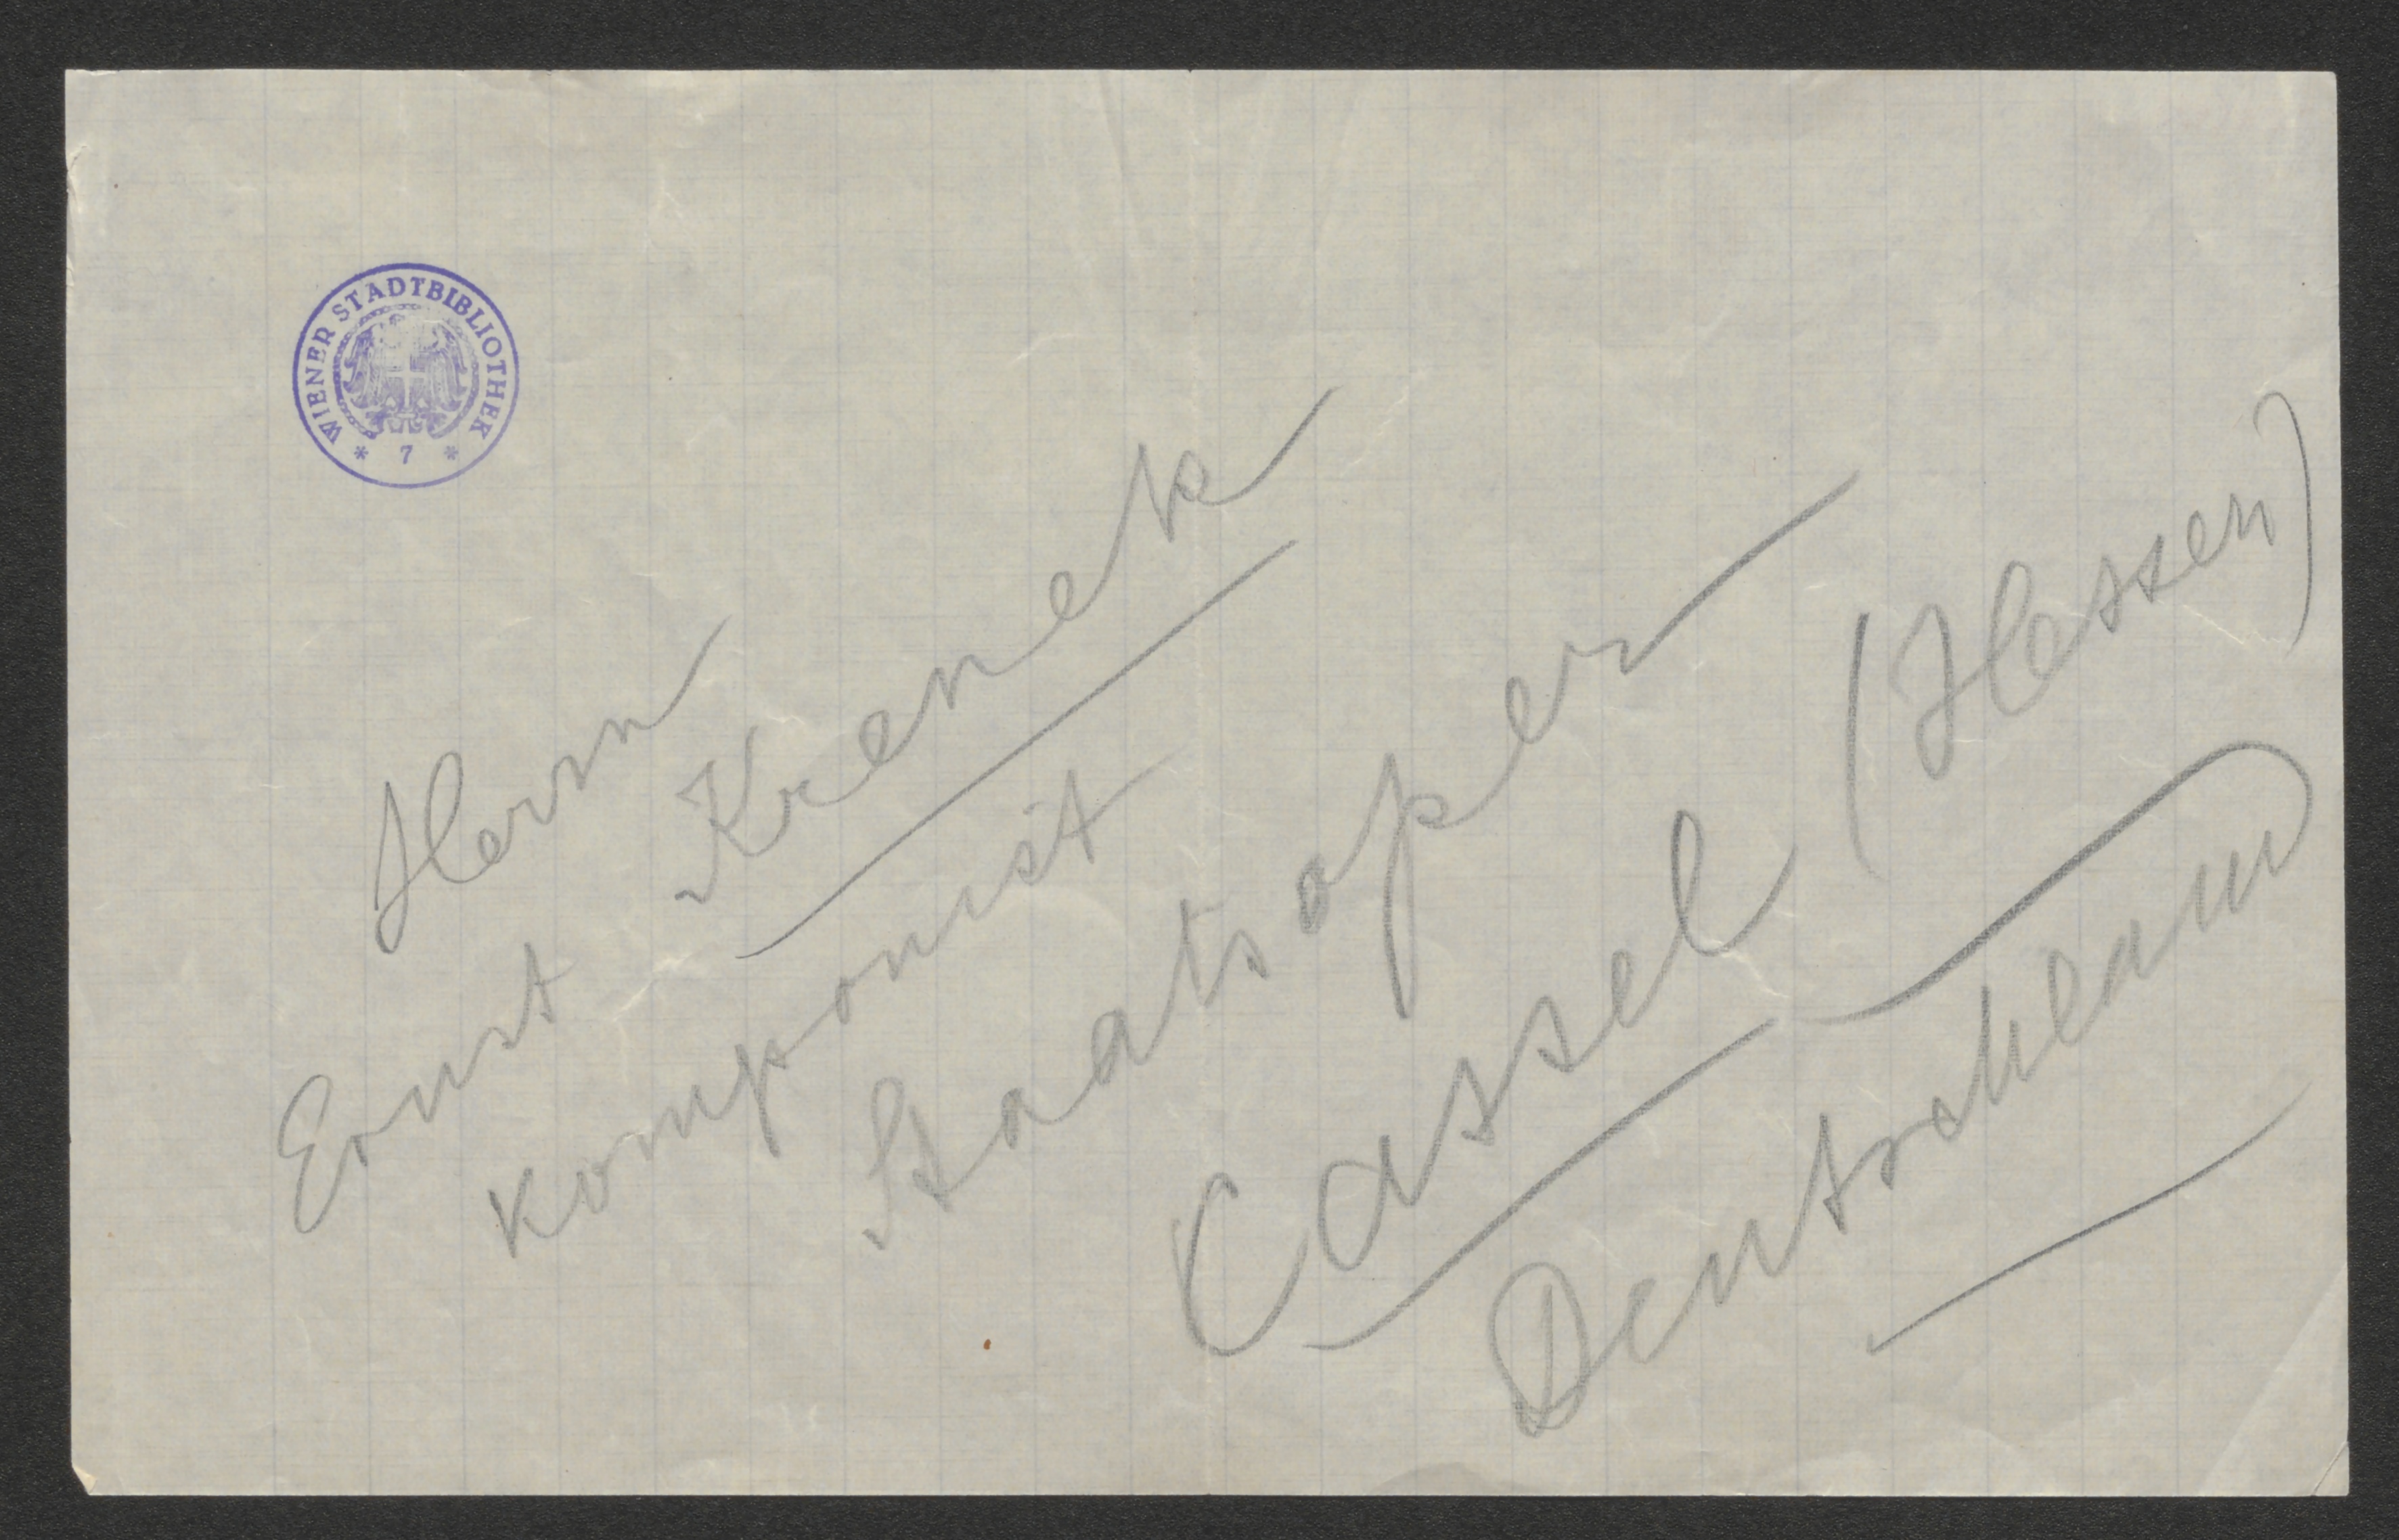 WIENER STADTBIBLIOTHEK
* 7 *
Herrn
Ernst Krenek
Komponist
Staatsoper
Cassel (Hessen)
Deutschland